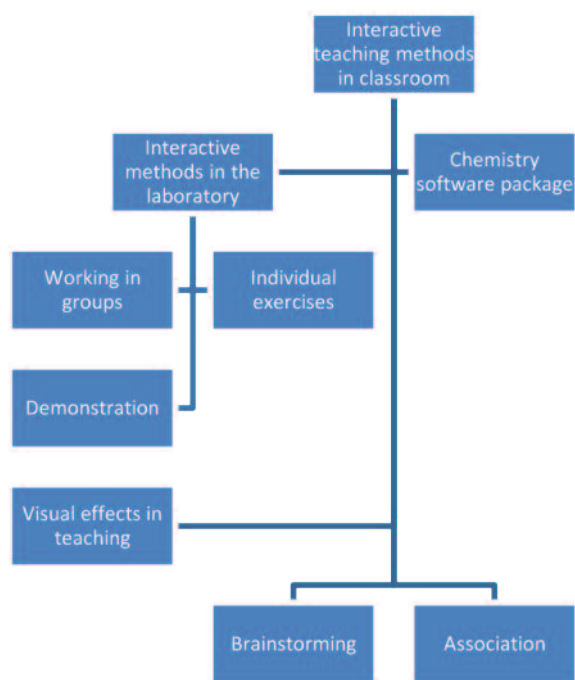 Interactive
teaching methods
in classroom
Interactive
methods in the
laboratory
Chemistry
software package
Working in
groups
Individual
exercises
Demonstration
Visual effects in
teaching
Brainstorming
Association